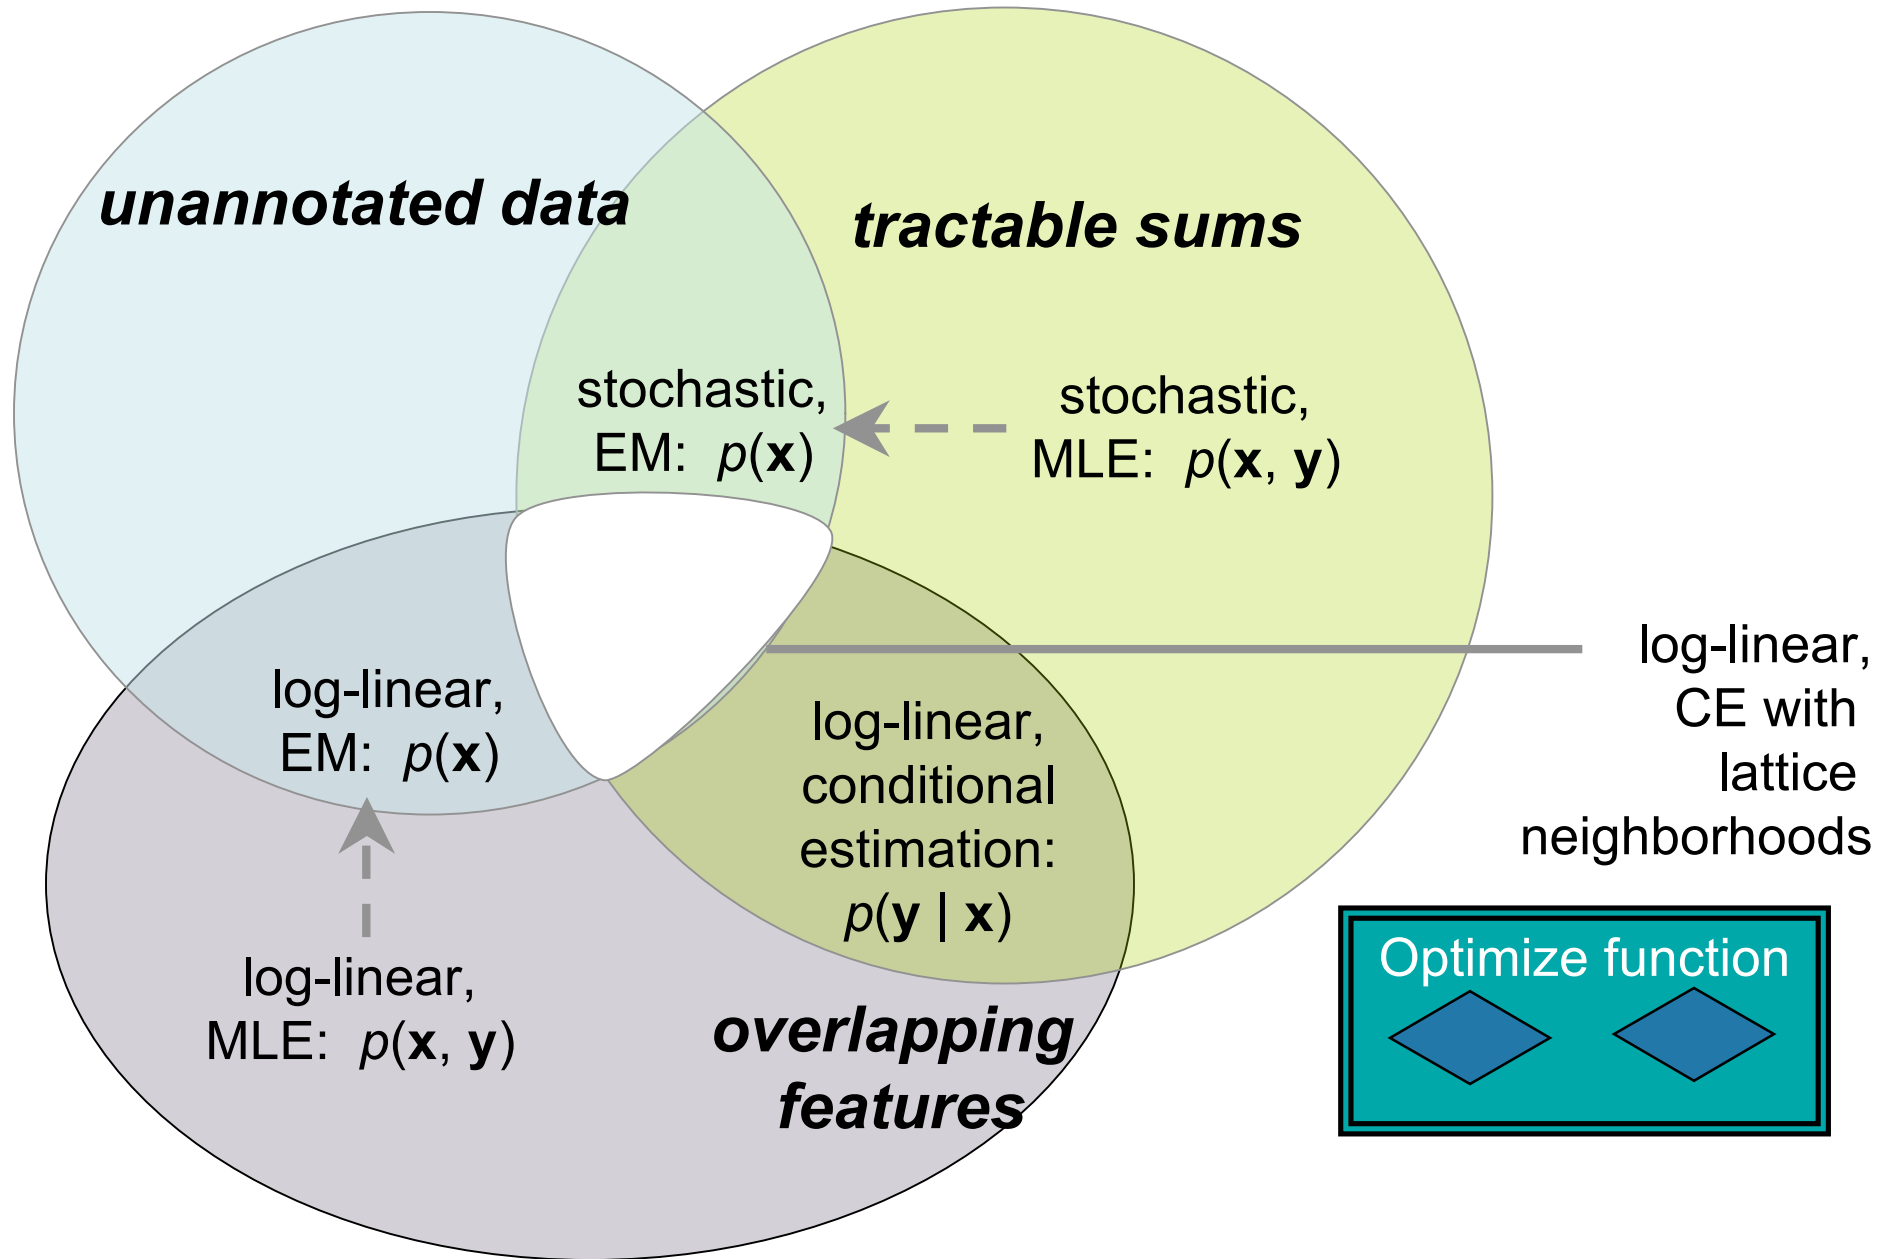 unannotated data
tractable sums
stochastic,
EM: p(x)
stochastic,
MLE: p(x, y)
log-linear,
EM: p(x)
log-linear,
conditional
estimation:
p(y | x)
log-linear,
CE with
lattice
neighborhoods
log-linear,
MLE: p(x, y)
overlapping
features
Optimize function